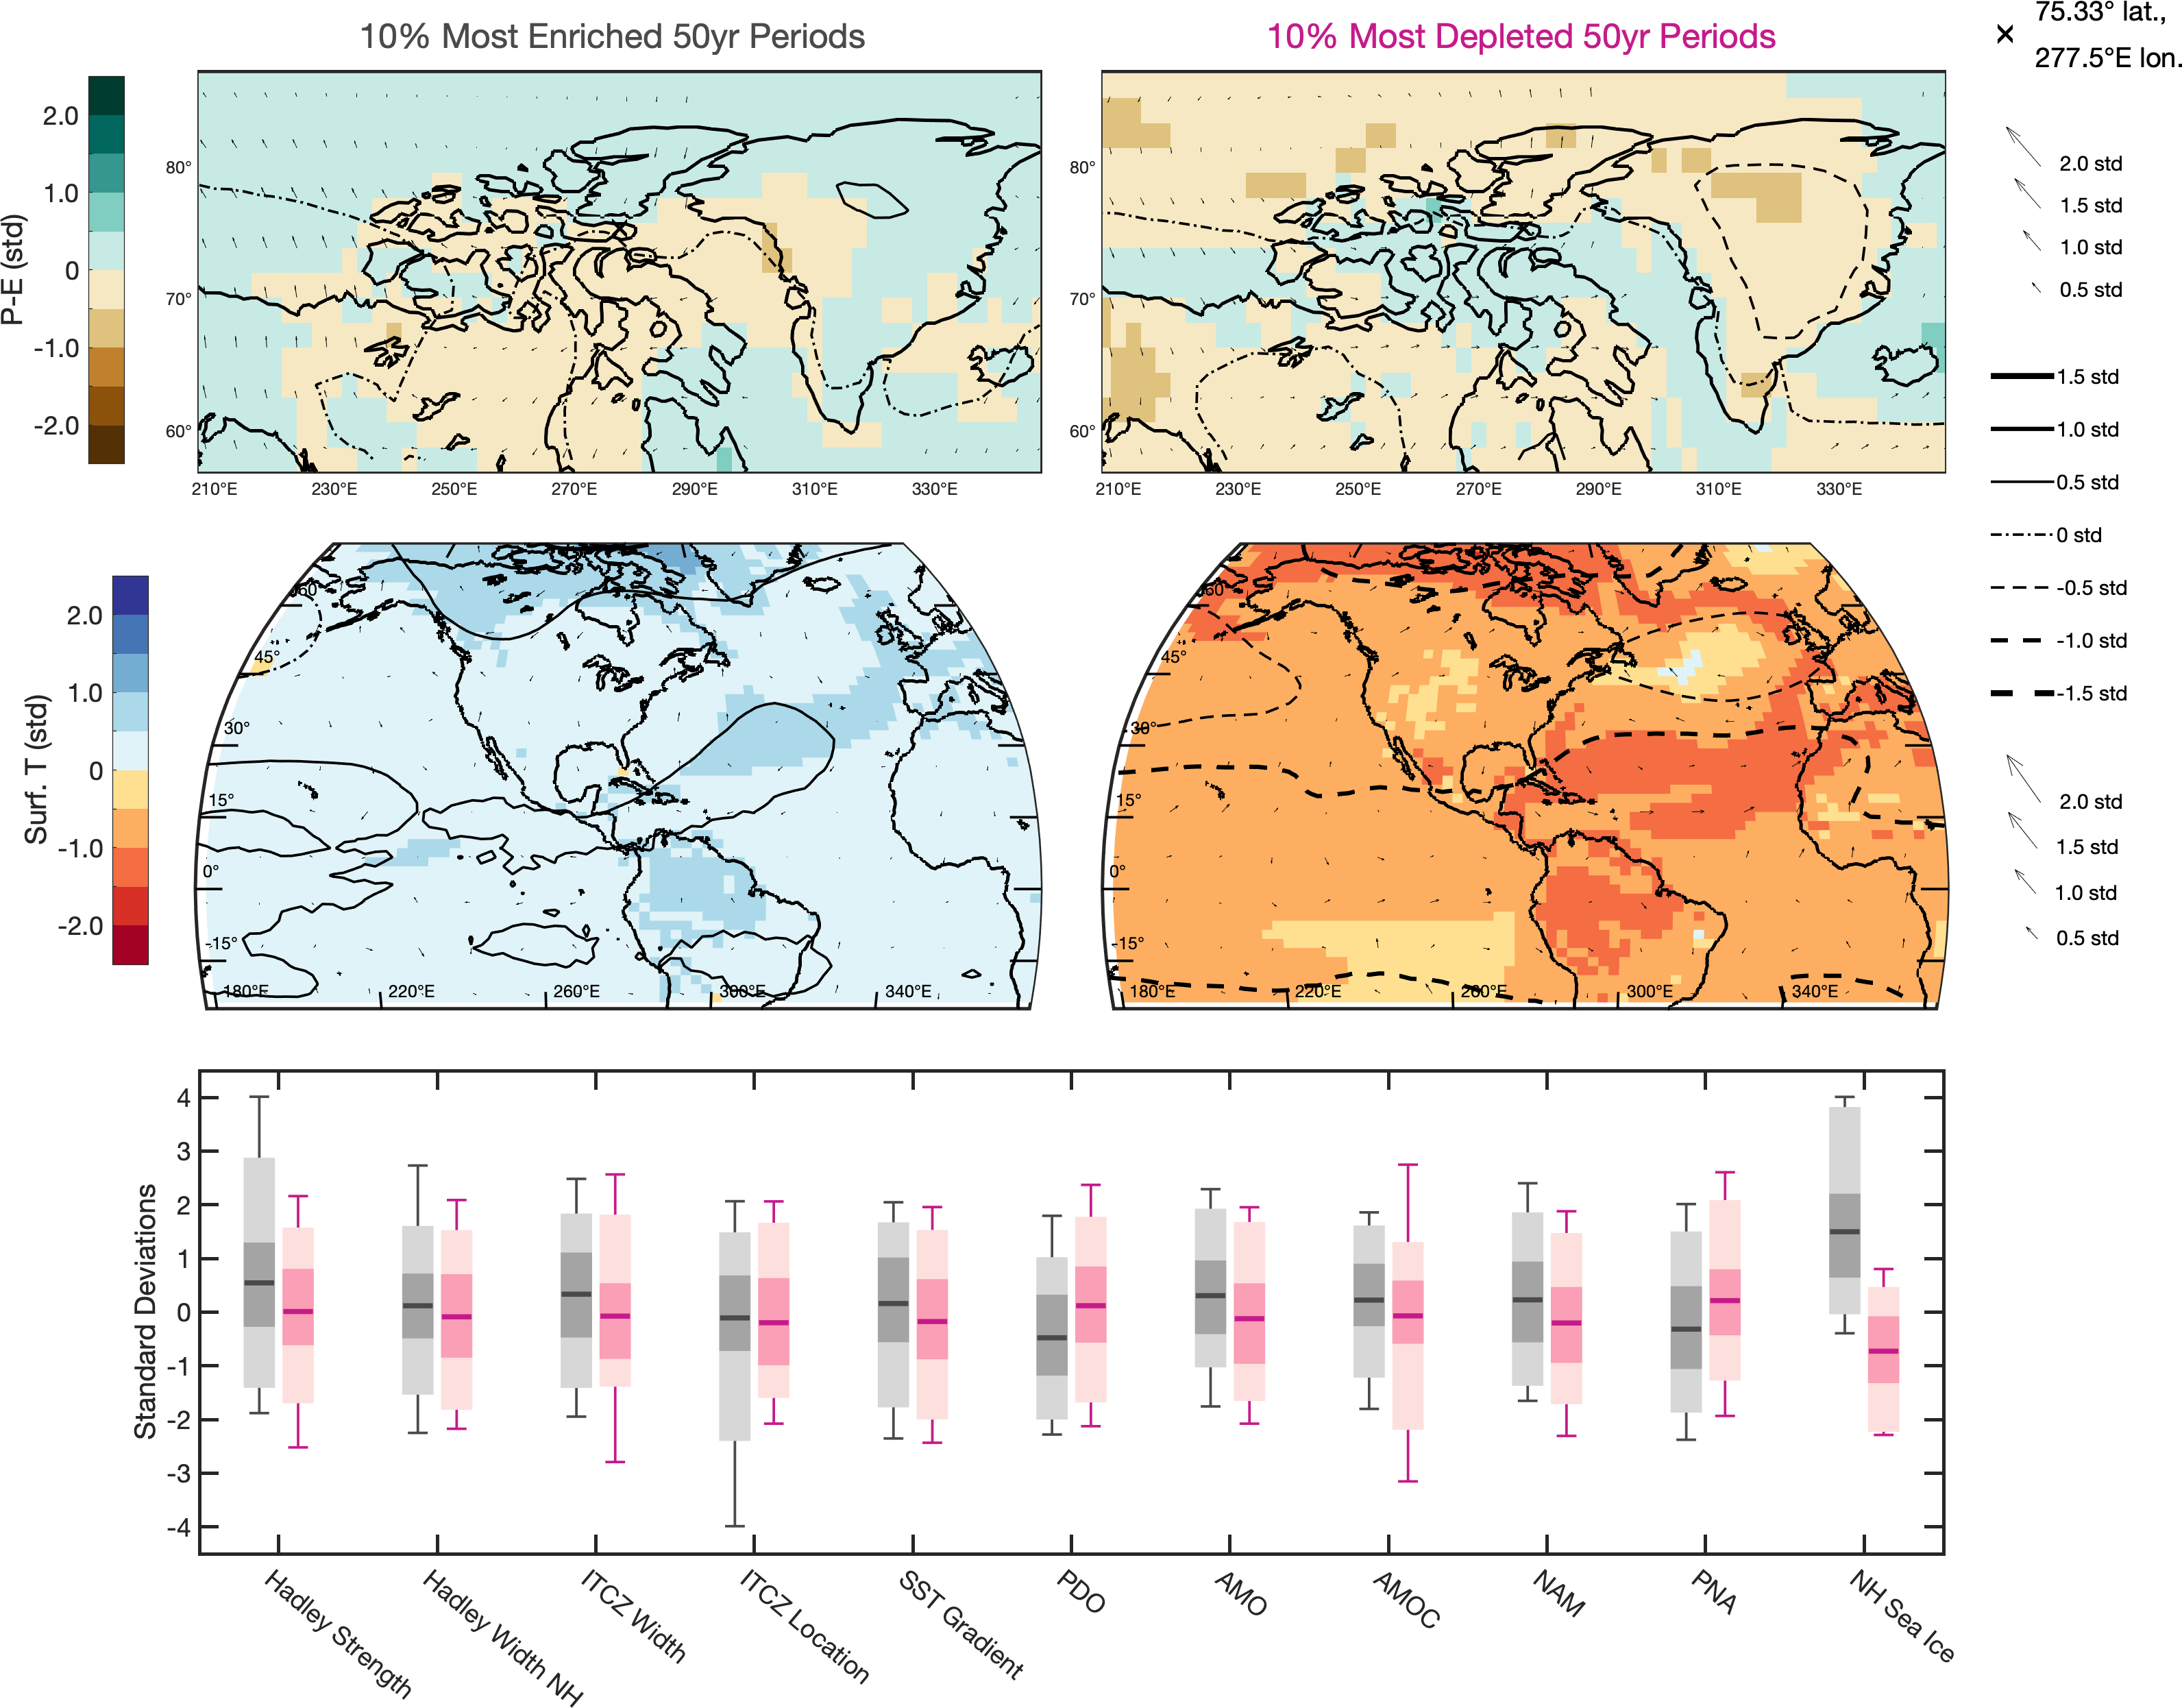 10% Most Enriched 50yr Periods
10% Most Depleted 50yr Periods
×
75.33° lat.,
277.5°E lon.
P-E (std)
2.0
1.0
0
-1.0
-2.0
80°
70°
60°
210°E 230°E 250°E 270°E 290°E 310°E 330°E
80°
70°
60°
210°E 230°E 250°E 270°E 290°E 310°E 330°E
2.0 std
1.5 std
1.0 std
0.5 std
1.5 std
1.0 std
0.5 std
0 std
-0.5 std
-1.0 std
-1.5 std
Surf. T (std)
2.0
1.0
0
-1.0
-2.0
60°
45°
30°
15°
0°
-15°
180°E 220°E 260°E 300°E 340°E
60°
45°
30°
15°
0°
-15°
180°E 220°E 260°E 300°E 340°E
2.0 std
1.5 std
1.0 std
0.5 std
Standard Deviations
4
3
2
1
0
-1
-2
-3
-4
Hadley Strength
Hadley Width NH
ITCZ Width
ITCZ Location
SST Gradient
PDO
AMO
AMOC
NAM
PNA
NH Sea Ice